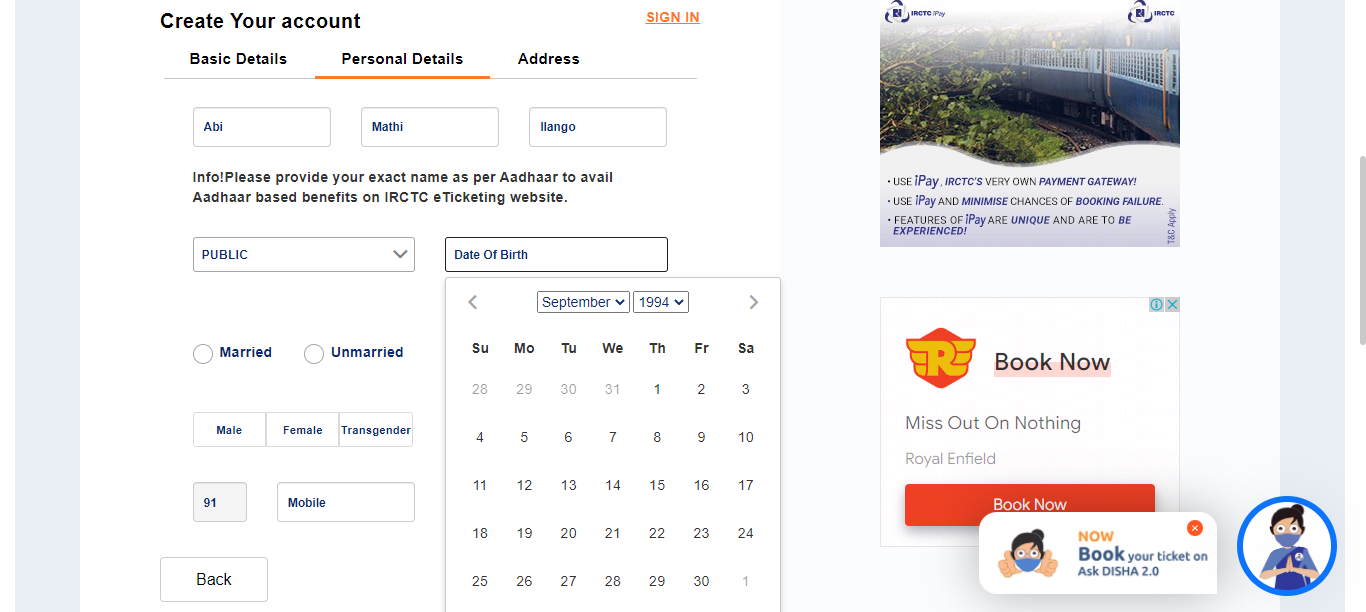 Create Your account
SIGN IN
Basic Details Personal Details Address
Abi Mathi Ilango
Info!Please provide your exact name as per Aadhaar to avail
Aadhaar based benefits on IRCTC eTicketing website.
PUBLIC Date Of Birth
September 1994
Su Mo Tu We Th Fr Sa
28 29 30 31 1 2 3
4 5 6 7 8 9 10
11 12 13 14 15 16 17
18 19 20 21 22 23 24
25 26 27 28 29 30 1
Married Unmarried
Male Female Transgender
91 Mobile
Back
IRCTC iPay IRCTC
• USE iPay, IRCTC'S VERY OWN PAYMENT GATEWAY!
• USE iPay AND MINIMISE CHANCES OF BOOKING FAILURE.
• FEATURES OF iPay ARE UNIQUE AND ARE TO BE
EXPERIENCED!
T&C Apply
R
Book Now
Miss Out On Nothing
Royal Enfield
Book Now
NOW
Book your ticket on
Ask DISHA 2.0